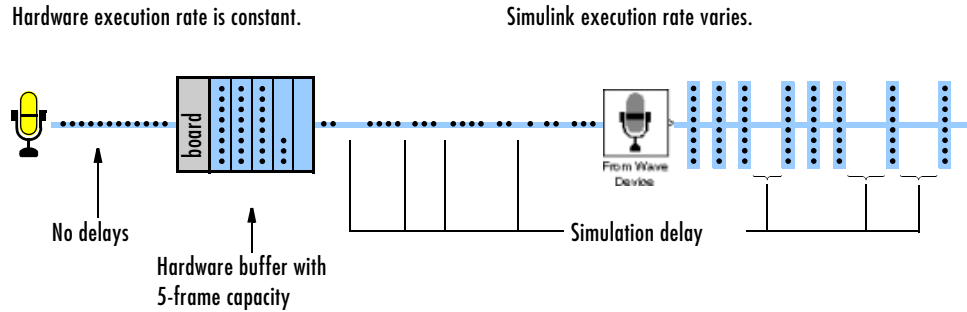 Hardware execution rate is constant.
Simulink execution rate varies.
board
From Wave
Device
No delays
Simulation delay
Hardware buffer with
5-frame capacity